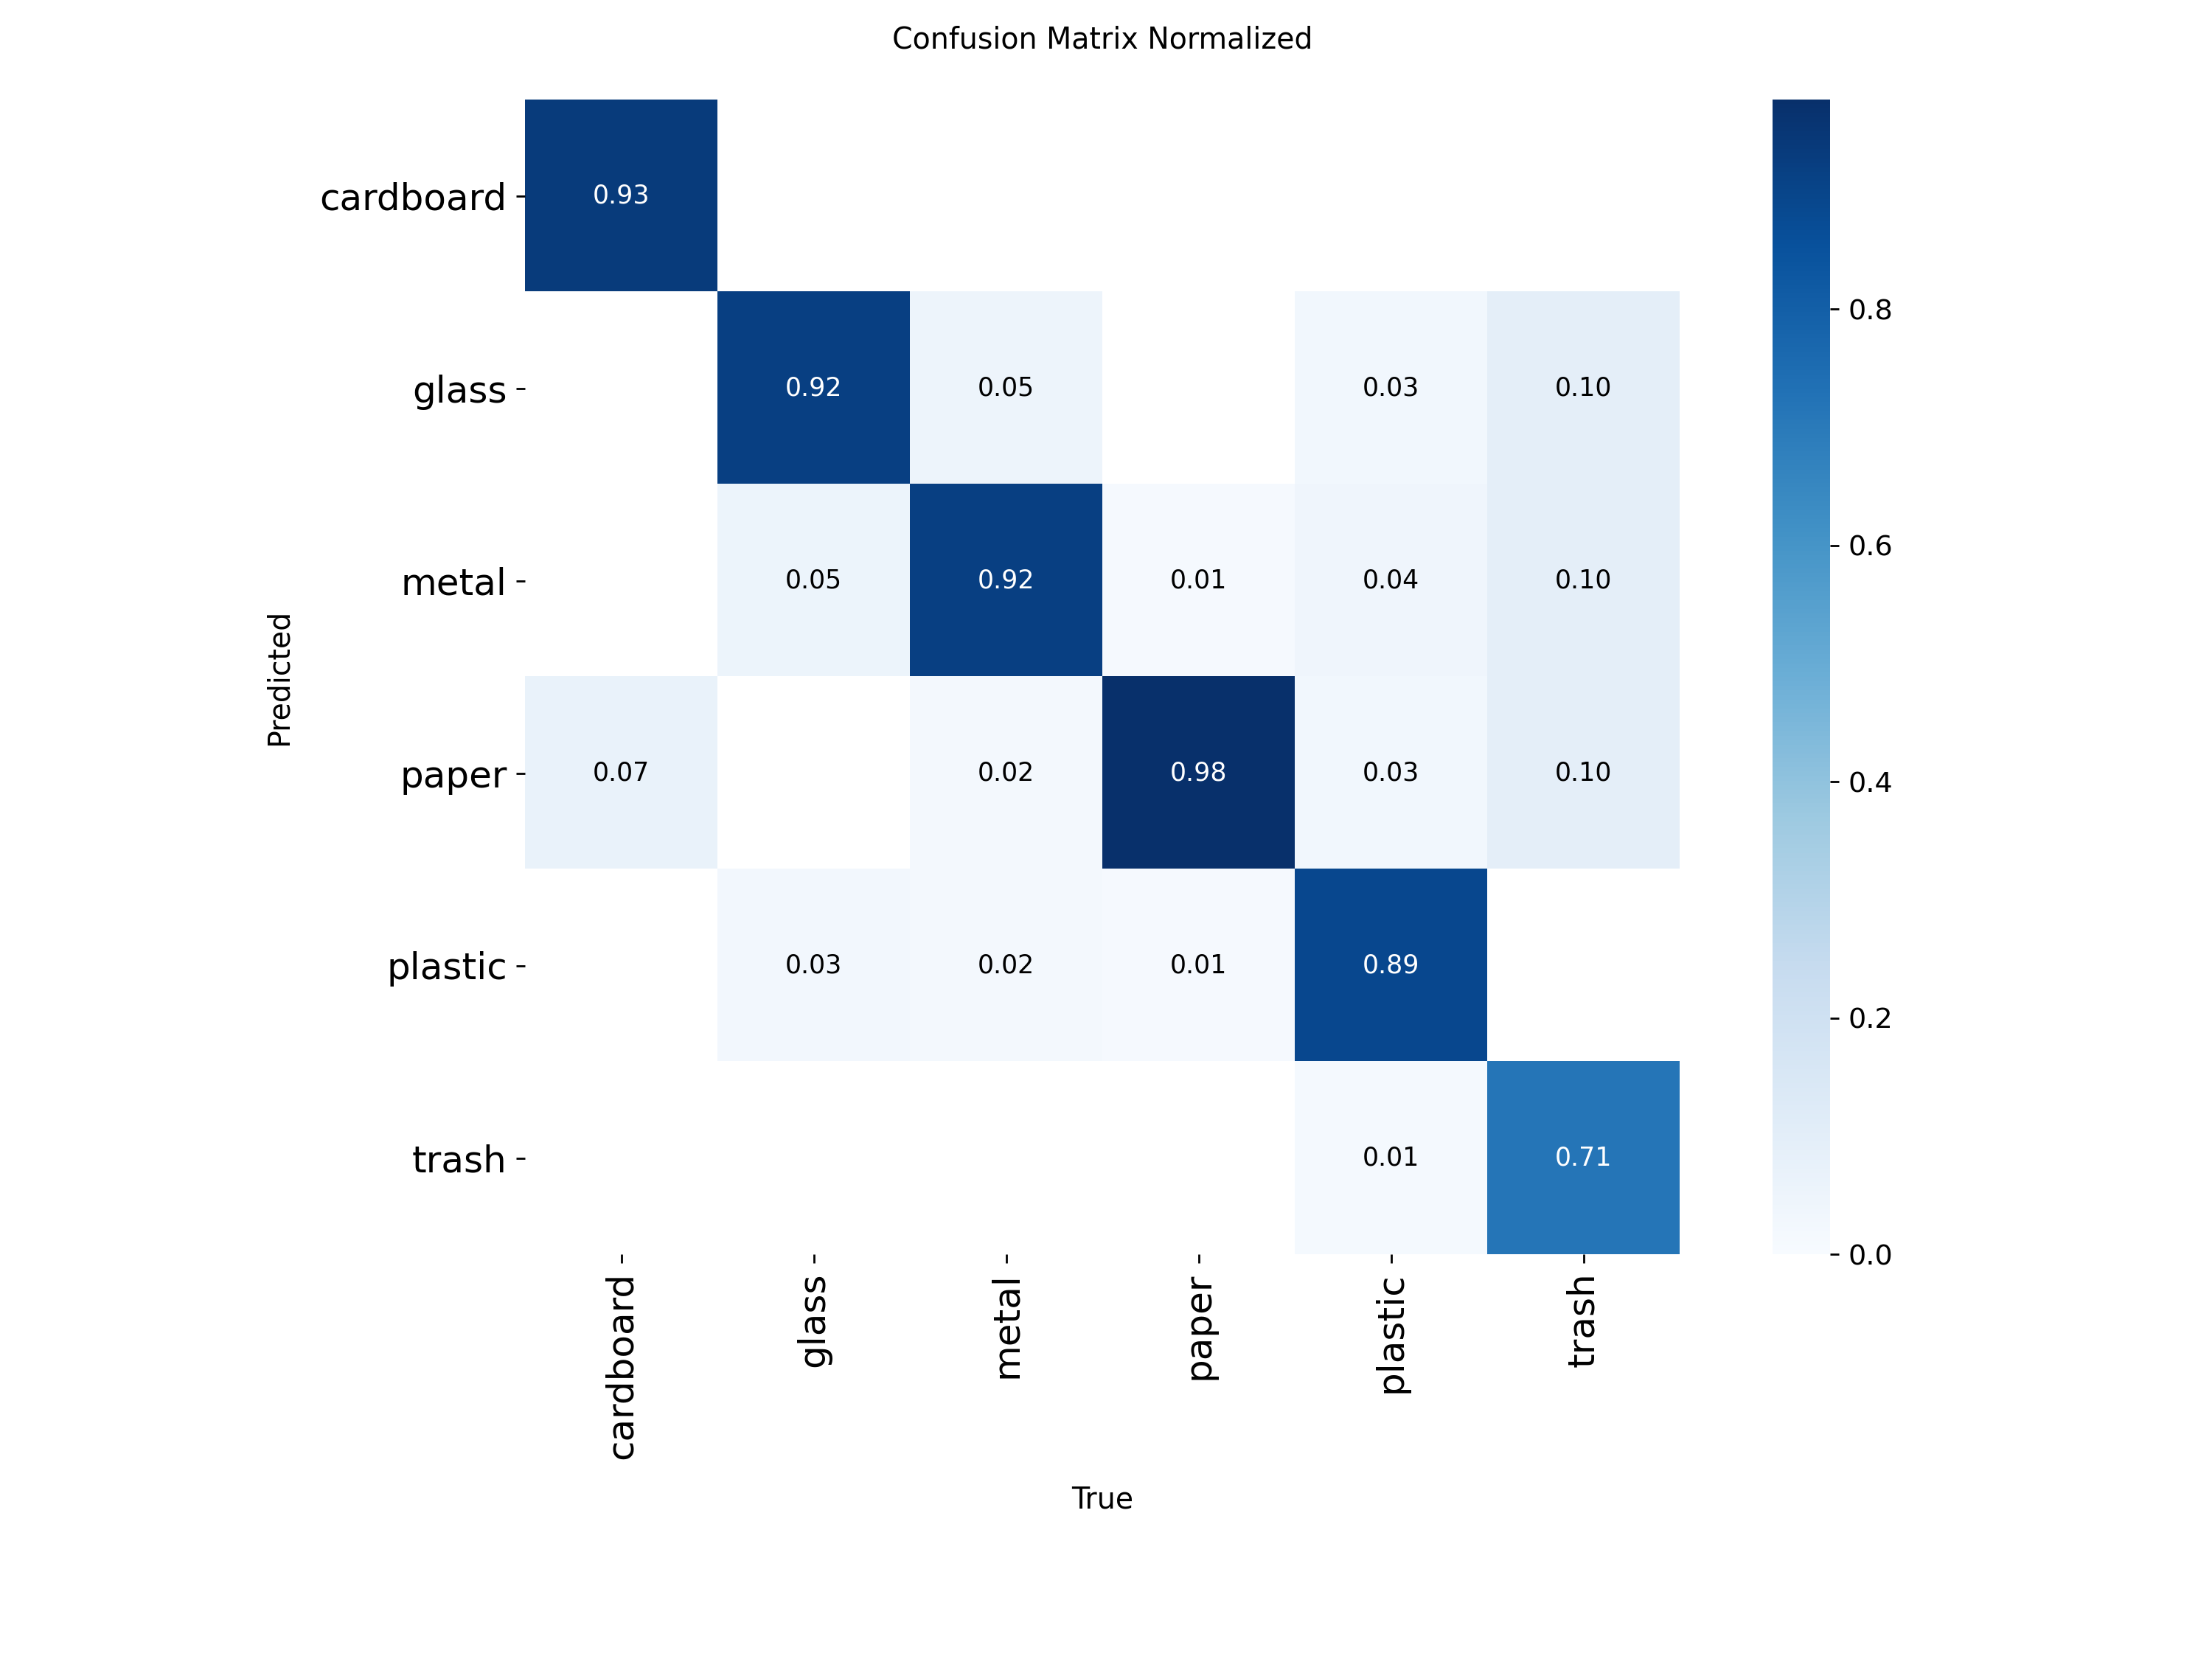 Confusion Matrix Normalized
cardboard 0.93
glass 0.92 0.05 0.03 0.10
metal 0.05 0.92 0.01 0.04 0.10
paper 0.07 0.02 0.98 0.03 0.10
plastic 0.03 0.02 0.01 0.89
trash 0.01 0.71
Predicted
cardboard glass metal paper plastic trash
True
0.8
0.6
0.4
0.2
0.0